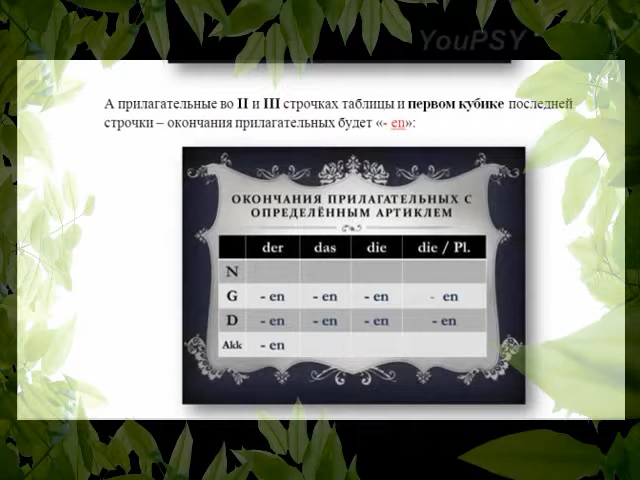 YouPSY
А прилагательные во II и III строчках таблицы и первом кубике последней
строчки – окончания прилагательных будет «- en»:
ОКОНЧАНИЯ ПРИЛАГАТЕЛЬНЫХ С
ОПРЕДЕЛЁННЫМ АРТИКЛЕМ
der das die die / Pl.
N
G - en - en - en - en
D - en - en - en - en
Akk - en